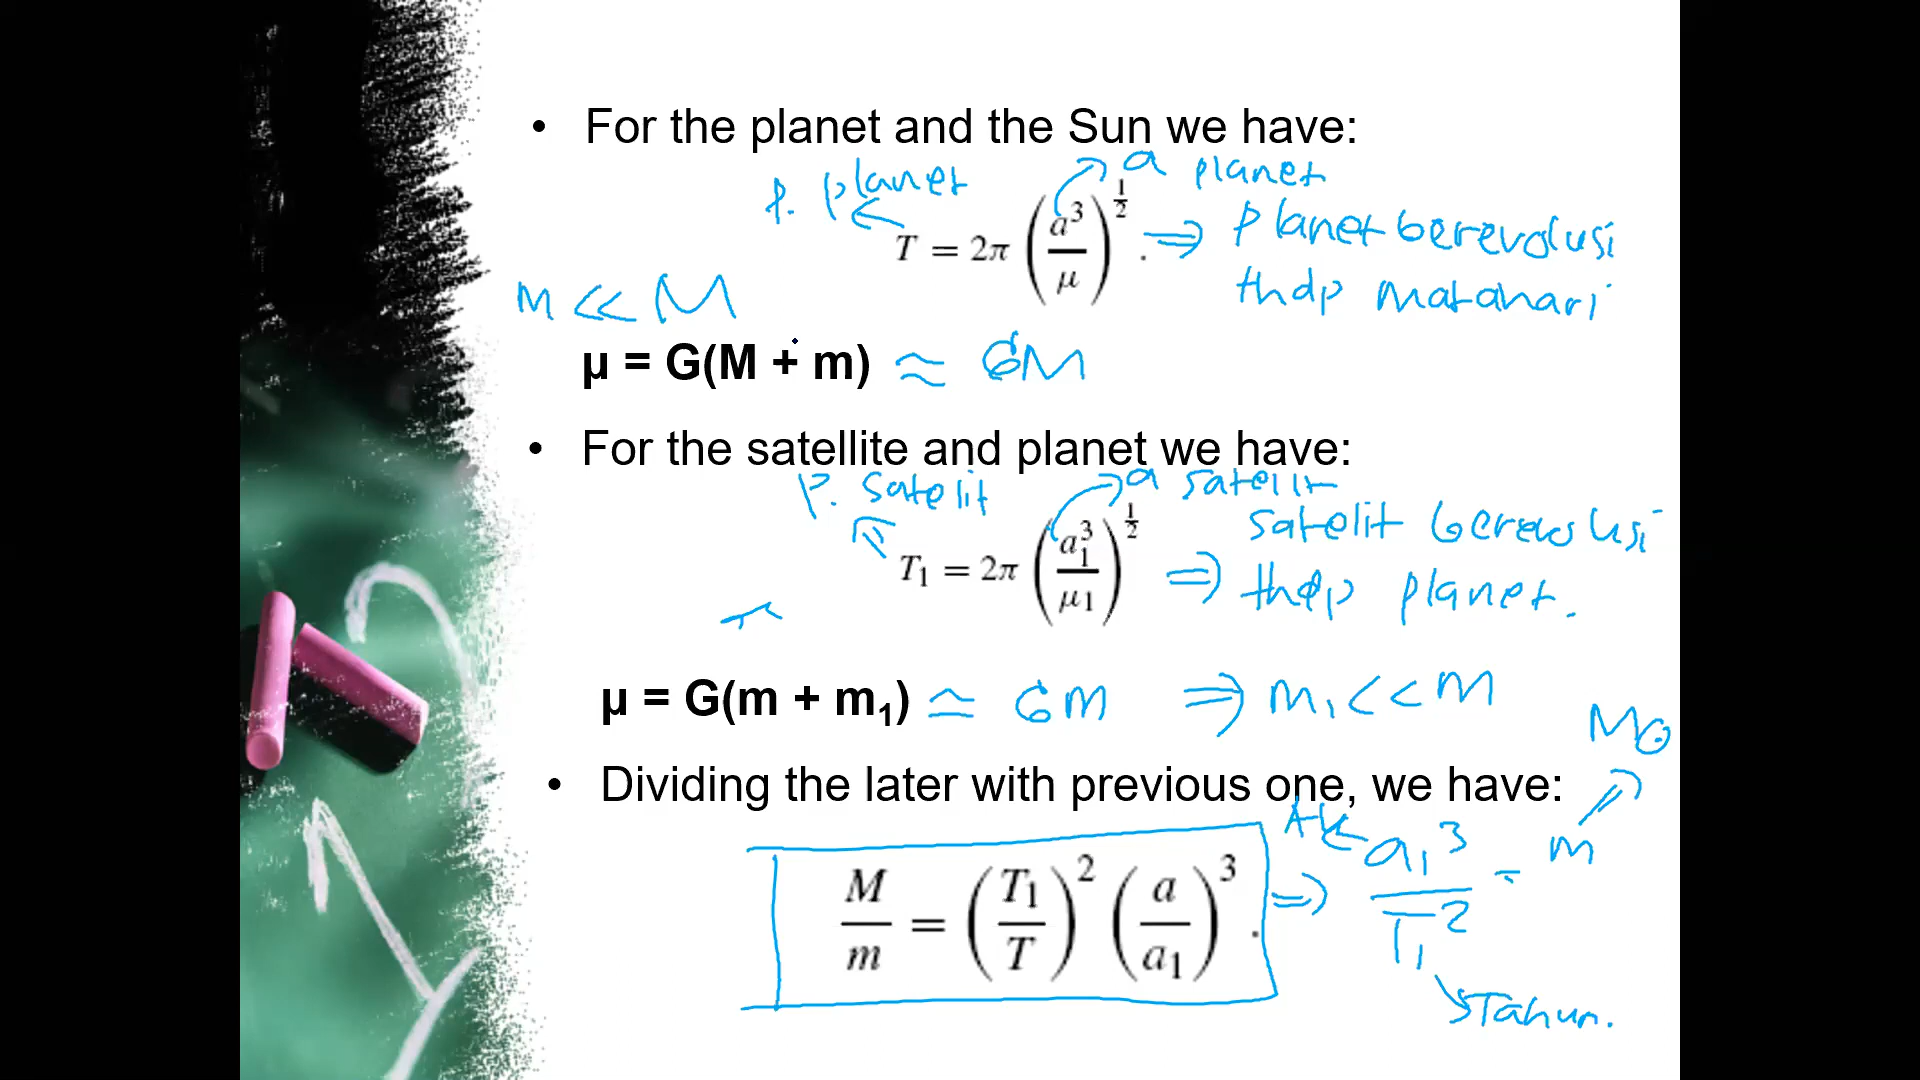 • For the planet and the Sun we have:
P. planet
a planet
T = 2π (a³/μ)^½ . ⇒ planet berevolusi
thdp matahari
m << M
μ = G(M + m) ≈ GM
• For the satellite and planet we have:
P. satelit
a satelit
T₁ = 2π (a₁³/μ₁)^½ ⇒ satelit berevolusi
thdp planet.
μ = G(m + m₁) ≃ Gm ⇒ m₁ << m
M⊙
• Dividing the later with previous one, we have:
M/m = (T₁/T)² (a/a₁)³ . ⇒ a₁³/T₁² = m
Tahun.